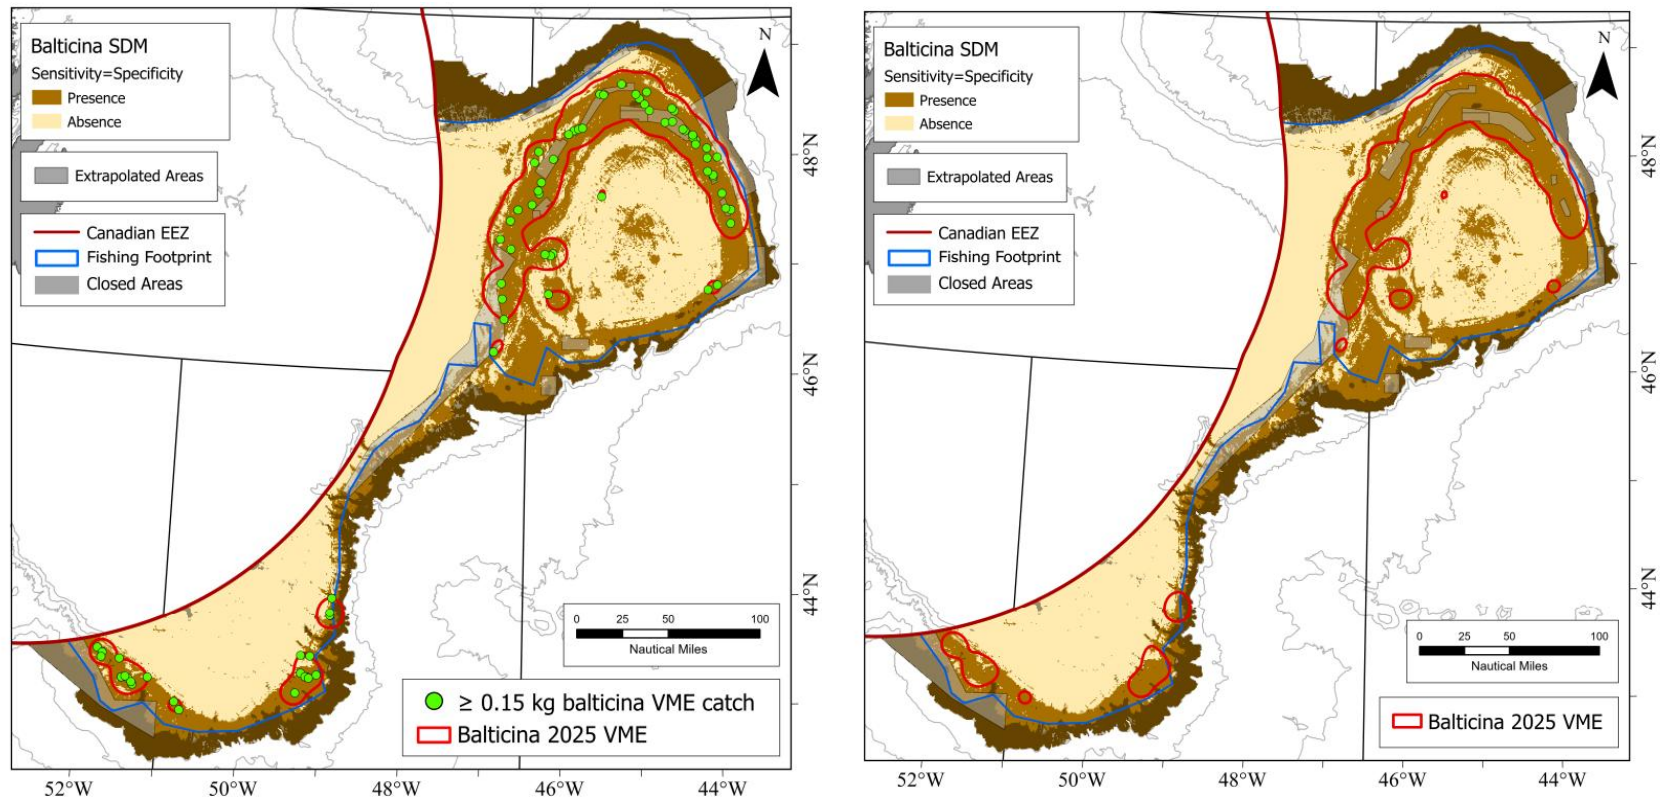 Balticina SDM
Sensitivity=Specificity
Presence
Absence
Extrapolated Areas
Canadian EEZ
Fishing Footprint
Closed Areas
N
48°N
46°N
44°N
0 25 50 100
Nautical Miles
≥ 0.15 kg balticina VME catch
Balticina 2025 VME
52°W 50°W 48°W 46°W 44°W
Balticina SDM
Sensitivity=Specificity
Presence
Absence
Extrapolated Areas
Canadian EEZ
Fishing Footprint
Closed Areas
N
48°N
46°N
44°N
0 25 50 100
Nautical Miles
Balticina 2025 VME
52°W 50°W 48°W 46°W 44°W